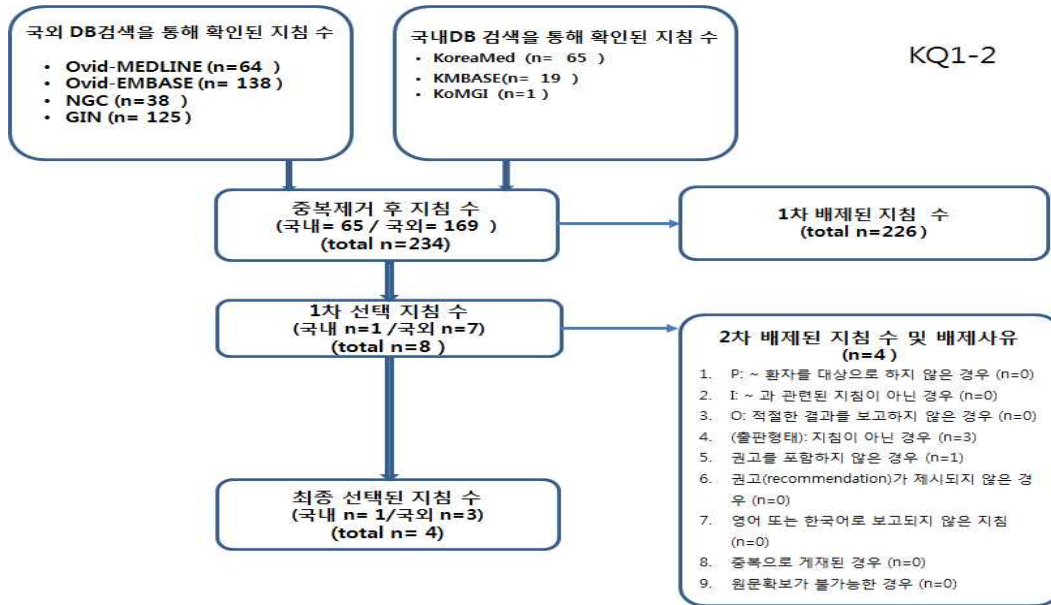 국외 DB검색을 통해 확인된 지침 수
• Ovid-MEDLINE (n=64 )
• Ovid-EMBASE (n= 138 )
• NGC (n=38 )
• GIN (n= 125 )
국내DB 검색을 통해 확인된 지침 수
• KoreaMed (n= 65 )
• KMBASE(n= 19 )
• KoMGI (n=1 )
KQ1-2
중복제거 후 지침 수
(국내= 65 / 국외= 169 )
(total n=234)
1차 배제된 지침 수
(total n=226 )
1차 선택 지침 수
(국내 n=1 /국외 n=7)
(total n=8 )
2차 배제된 지침 수 및 배제사유
(n=4 )
1. P: ~ 환자를 대상으로 하지 않은 경우 (n=0)
2. I: ~ 과 관련된 지침이 아닌 경우 (n=0)
3. O: 적절한 결과를 보고하지 않은 경우 (n=0)
4. (출판형태): 지침이 아닌 경우 (n=3)
5. 권고를 포함하지 않은 경우 (n=1)
6. 권고(recommendation)가 제시되지 않은 경
우 (n=0)
7. 영어 또는 한국어로 보고되지 않은 지침
(n=0)
8. 중복으로 게재된 경우 (n=0)
9. 원문확보가 불가능한 경우 (n=0)
최종 선택된 지침 수
(국내 n= 1/국외 n=3)
(total n= 4)